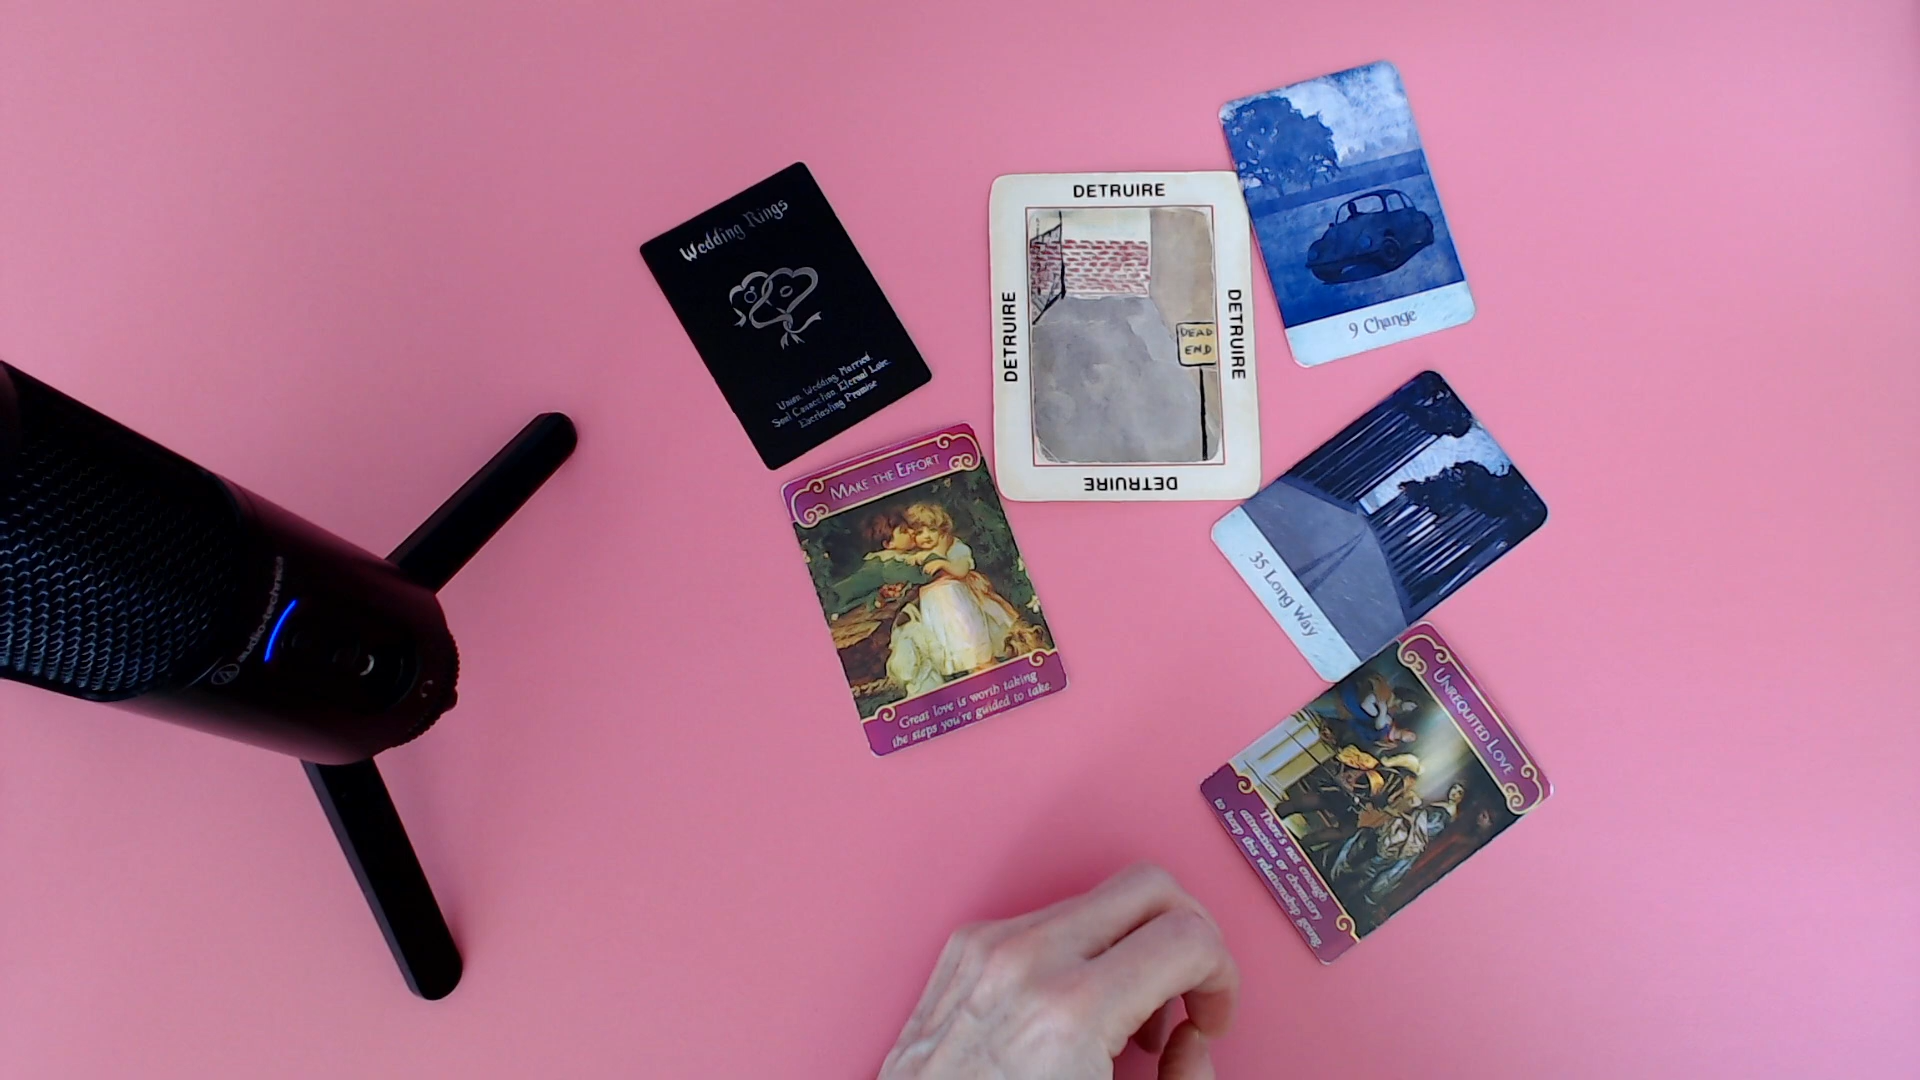 Wedding Rings
Union, Wedding, Married,
Soul Connection, Eternal Love,
Everlasting Promise
DETRUIRE
DETRUIRE
DETRUIRE
DETRUIRE
DEAD
END
9 Change
MAKE THE EFFORT
Great love is worth taking
the steps you're guided to take.
35 Long Way
UNREQUITED LOVE
There's not enough
attraction or chemistry
to keep this relationship going.
audio-technica